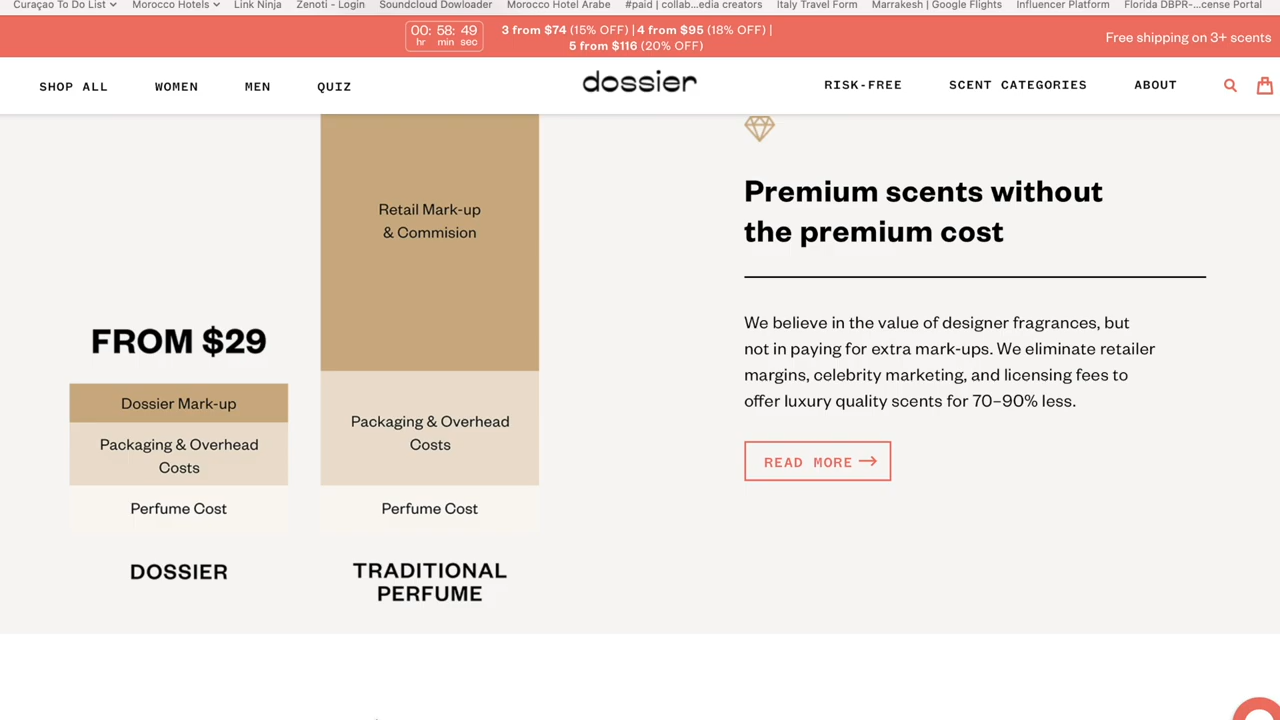 Curaçao To Do List Morocco Hotels Link Ninja Zenoti - Login Soundcloud Dowloader Morocco Hotel Arabe #paid | collab...edia creators Italy Travel Form Marrakesh | Google Flights Influencer Platform Florida DBPR-...cense Portal
00: 58: 49
hr min sec
3 from $74 (15% OFF) | 4 from $95 (18% OFF) |
5 from $116 (20% OFF)
Free shipping on 3+ scents
SHOP ALL WOMEN MEN QUIZ dossier RISK-FREE SCENT CATEGORIES ABOUT
Retail Mark-up
& Commision
FROM $29
Dossier Mark-up
Packaging & Overhead
Costs
Perfume Cost
DOSSIER
Packaging & Overhead
Costs
Perfume Cost
TRADITIONAL
PERFUME
Premium scents without
the premium cost
We believe in the value of designer fragrances, but
not in paying for extra mark-ups. We eliminate retailer
margins, celebrity marketing, and licensing fees to
offer luxury quality scents for 70–90% less.
READ MORE →